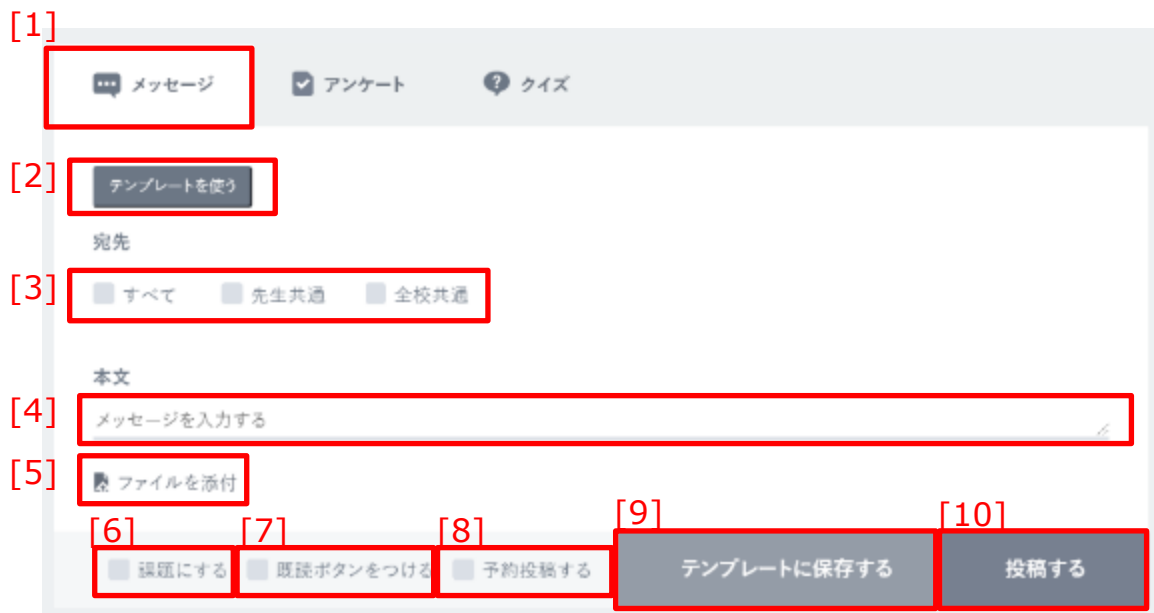 [1]
メッセージ アンケート クイズ
[2] テンプレートを使う
宛先
[3] すべて 先生共通 全校共通
本文
[4] メッセージを入力する
[5] ファイルを添付
[6] [7] [8] [9] [10]
課題にする 既読ボタンをつける 予約投稿する テンプレートに保存する 投稿する